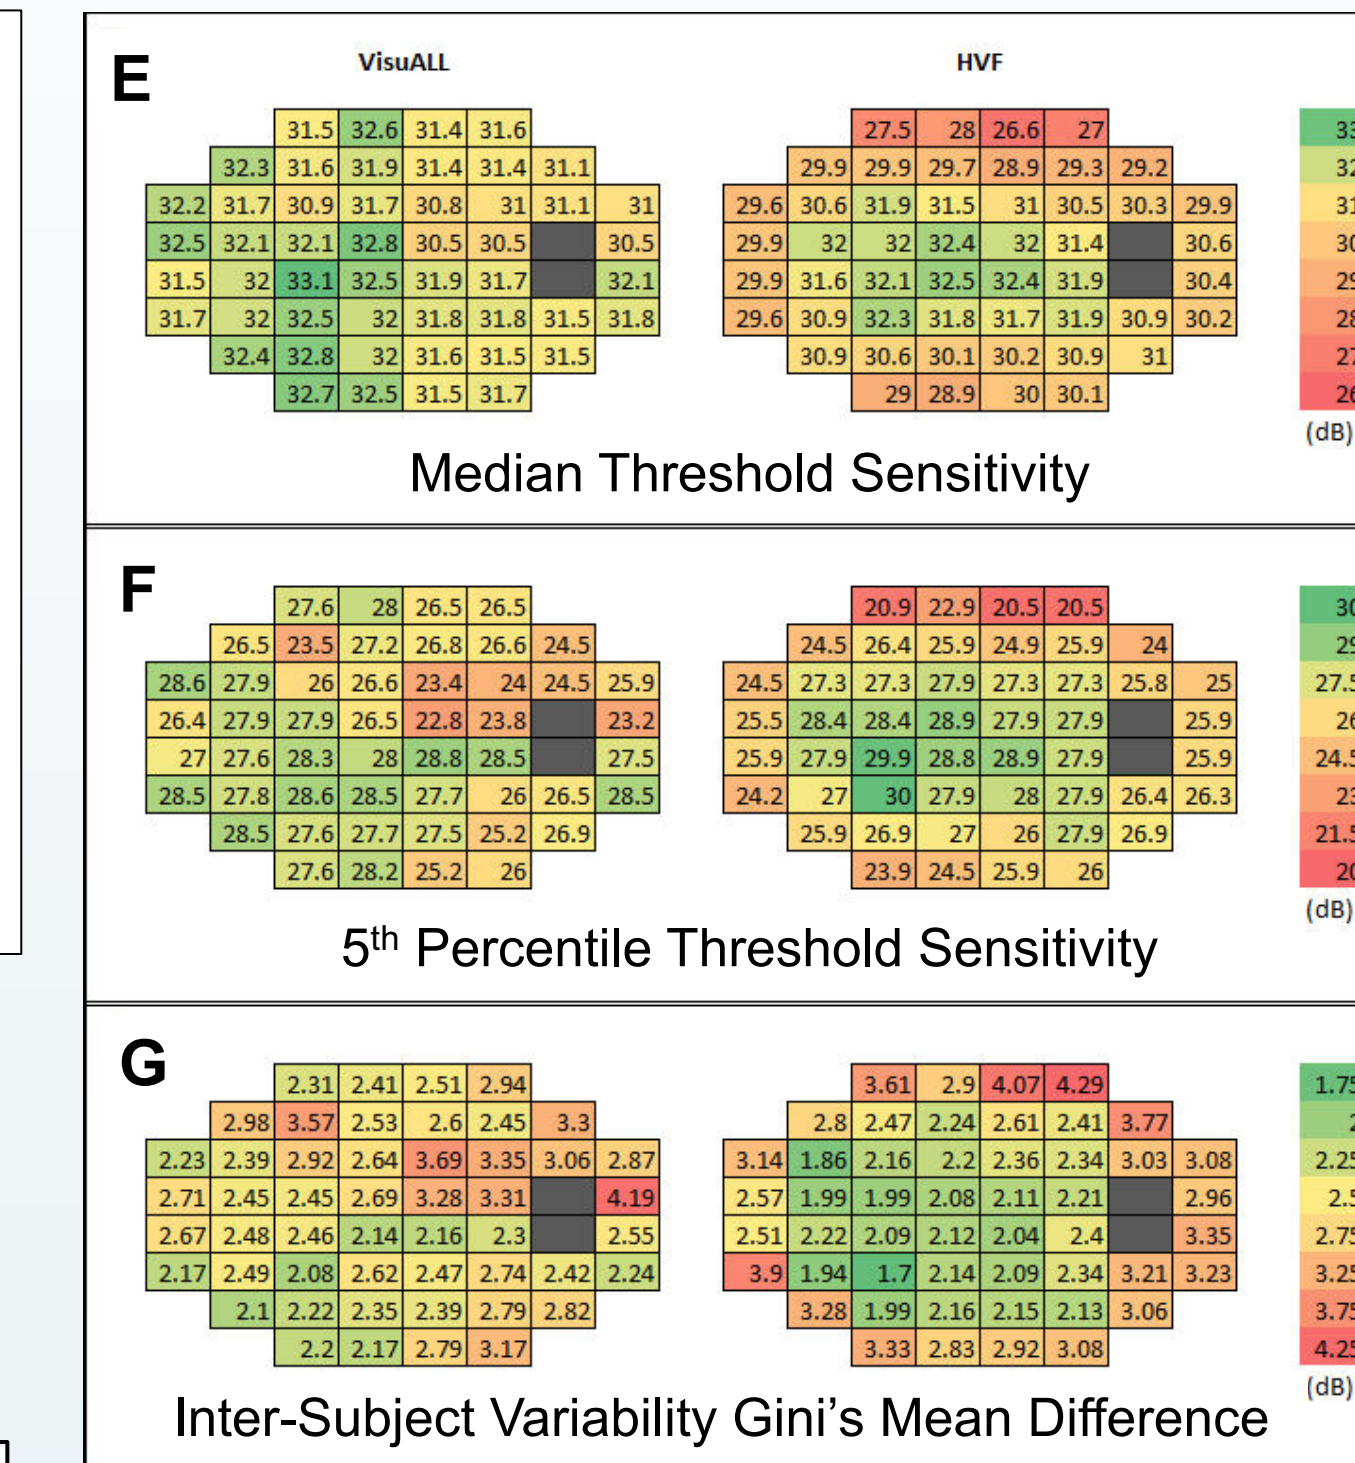 E
VisuALL HVF
31.5 32.6 31.4 31.6 27.5 28 26.6 27
32.3 31.6 31.9 31.4 31.4 31.1 29.9 29.9 29.7 28.9 29.3 29.2
32.2 31.7 30.9 31.7 30.8 31 31.1 31 29.6 30.6 31.9 31.5 31 30.5 30.3 29.9
32.5 32.1 32.1 32.8 30.5 30.5 30.5 29.9 32 32 32.4 32 31.4 30.6
31.5 32 33.1 32.5 31.9 31.7 32.1 29.9 31.6 32.1 32.5 32.4 31.9 30.4
31.7 32 32.5 32 31.8 31.8 31.5 31.8 29.6 30.9 32.3 31.8 31.7 31.9 30.9 30.2
32.4 32.8 32 31.6 31.5 31.5 30.9 30.6 30.1 30.2 30.9 31
32.7 32.5 31.5 31.7 29 28.9 30 30.1
(dB)
Median Threshold Sensitivity
F
27.6 28 26.5 26.5 20.9 22.9 20.5 20.5
26.5 23.5 27.2 26.8 26.6 24.5 24.5 26.4 25.9 24.9 25.9 24
28.6 27.9 26 26.6 23.4 24 24.5 25.9 24.5 27.3 27.3 27.9 27.3 27.3 25.8 25 27.5
26.4 27.9 27.9 26.5 22.8 23.8 23.2 25.5 28.4 28.4 28.9 27.9 27.9 25.9
27 27.6 28.3 28 28.8 28.5 27.5 25.9 27.9 29.9 28.8 28.9 27.9 25.9 24.5
28.5 27.8 28.6 28.5 27.7 26 26.5 28.5 24.2 27 30 27.9 28 27.9 26.4 26.3
28.5 27.6 27.7 27.5 25.2 26.9 25.9 26.9 27 26 27.9 26.9 21.5
27.6 28.2 25.2 26 23.9 24.5 25.9 26
(dB)
5th Percentile Threshold Sensitivity
G
2.31 2.41 2.51 2.94 3.61 2.9 4.07 4.29 1.75
2.98 3.57 2.53 2.6 2.45 3.3 2.8 2.47 2.24 2.61 2.41 3.77 2
2.23 2.39 2.92 2.64 3.69 3.35 3.06 2.87 3.14 1.86 2.16 2.2 2.36 2.34 3.03 3.08 2.25
2.71 2.45 2.45 2.69 3.28 3.31 4.19 2.57 1.99 1.99 2.08 2.11 2.21 2.96 2.5
2.67 2.48 2.46 2.14 2.16 2.3 2.55 2.51 2.22 2.09 2.12 2.04 2.4 3.35 2.75
2.17 2.49 2.08 2.62 2.47 2.74 2.42 2.24 3.9 1.94 1.7 2.14 2.09 2.34 3.21 3.23 3.25
2.1 2.22 2.35 2.39 2.79 2.82 3.28 1.99 2.16 2.15 2.13 3.06 3.75
2.2 2.17 2.79 3.17 3.33 2.83 2.92 3.08 4.25
(dB)
Inter-Subject Variability Gini’s Mean Difference